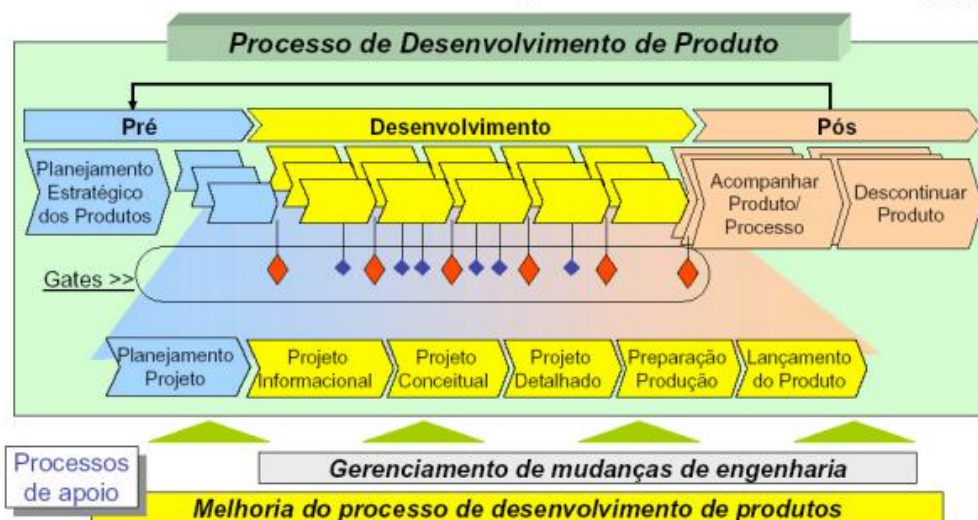 Processo de Desenvolvimento de Produto
Pré
Desenvolvimento
Pós
Planejamento
Estratégico
dos Produtos
Acompanhar
Produto/
Processo
Descontinuar
Produto
Gates >>
Planejamento
Projeto
Projeto
Informacional
Projeto
Conceitual
Projeto
Detalhado
Preparação
Produção
Lançamento
do Produto
Processos
de apoio
Gerenciamento de mudanças de engenharia
Melhoria do processo de desenvolvimento de produtos